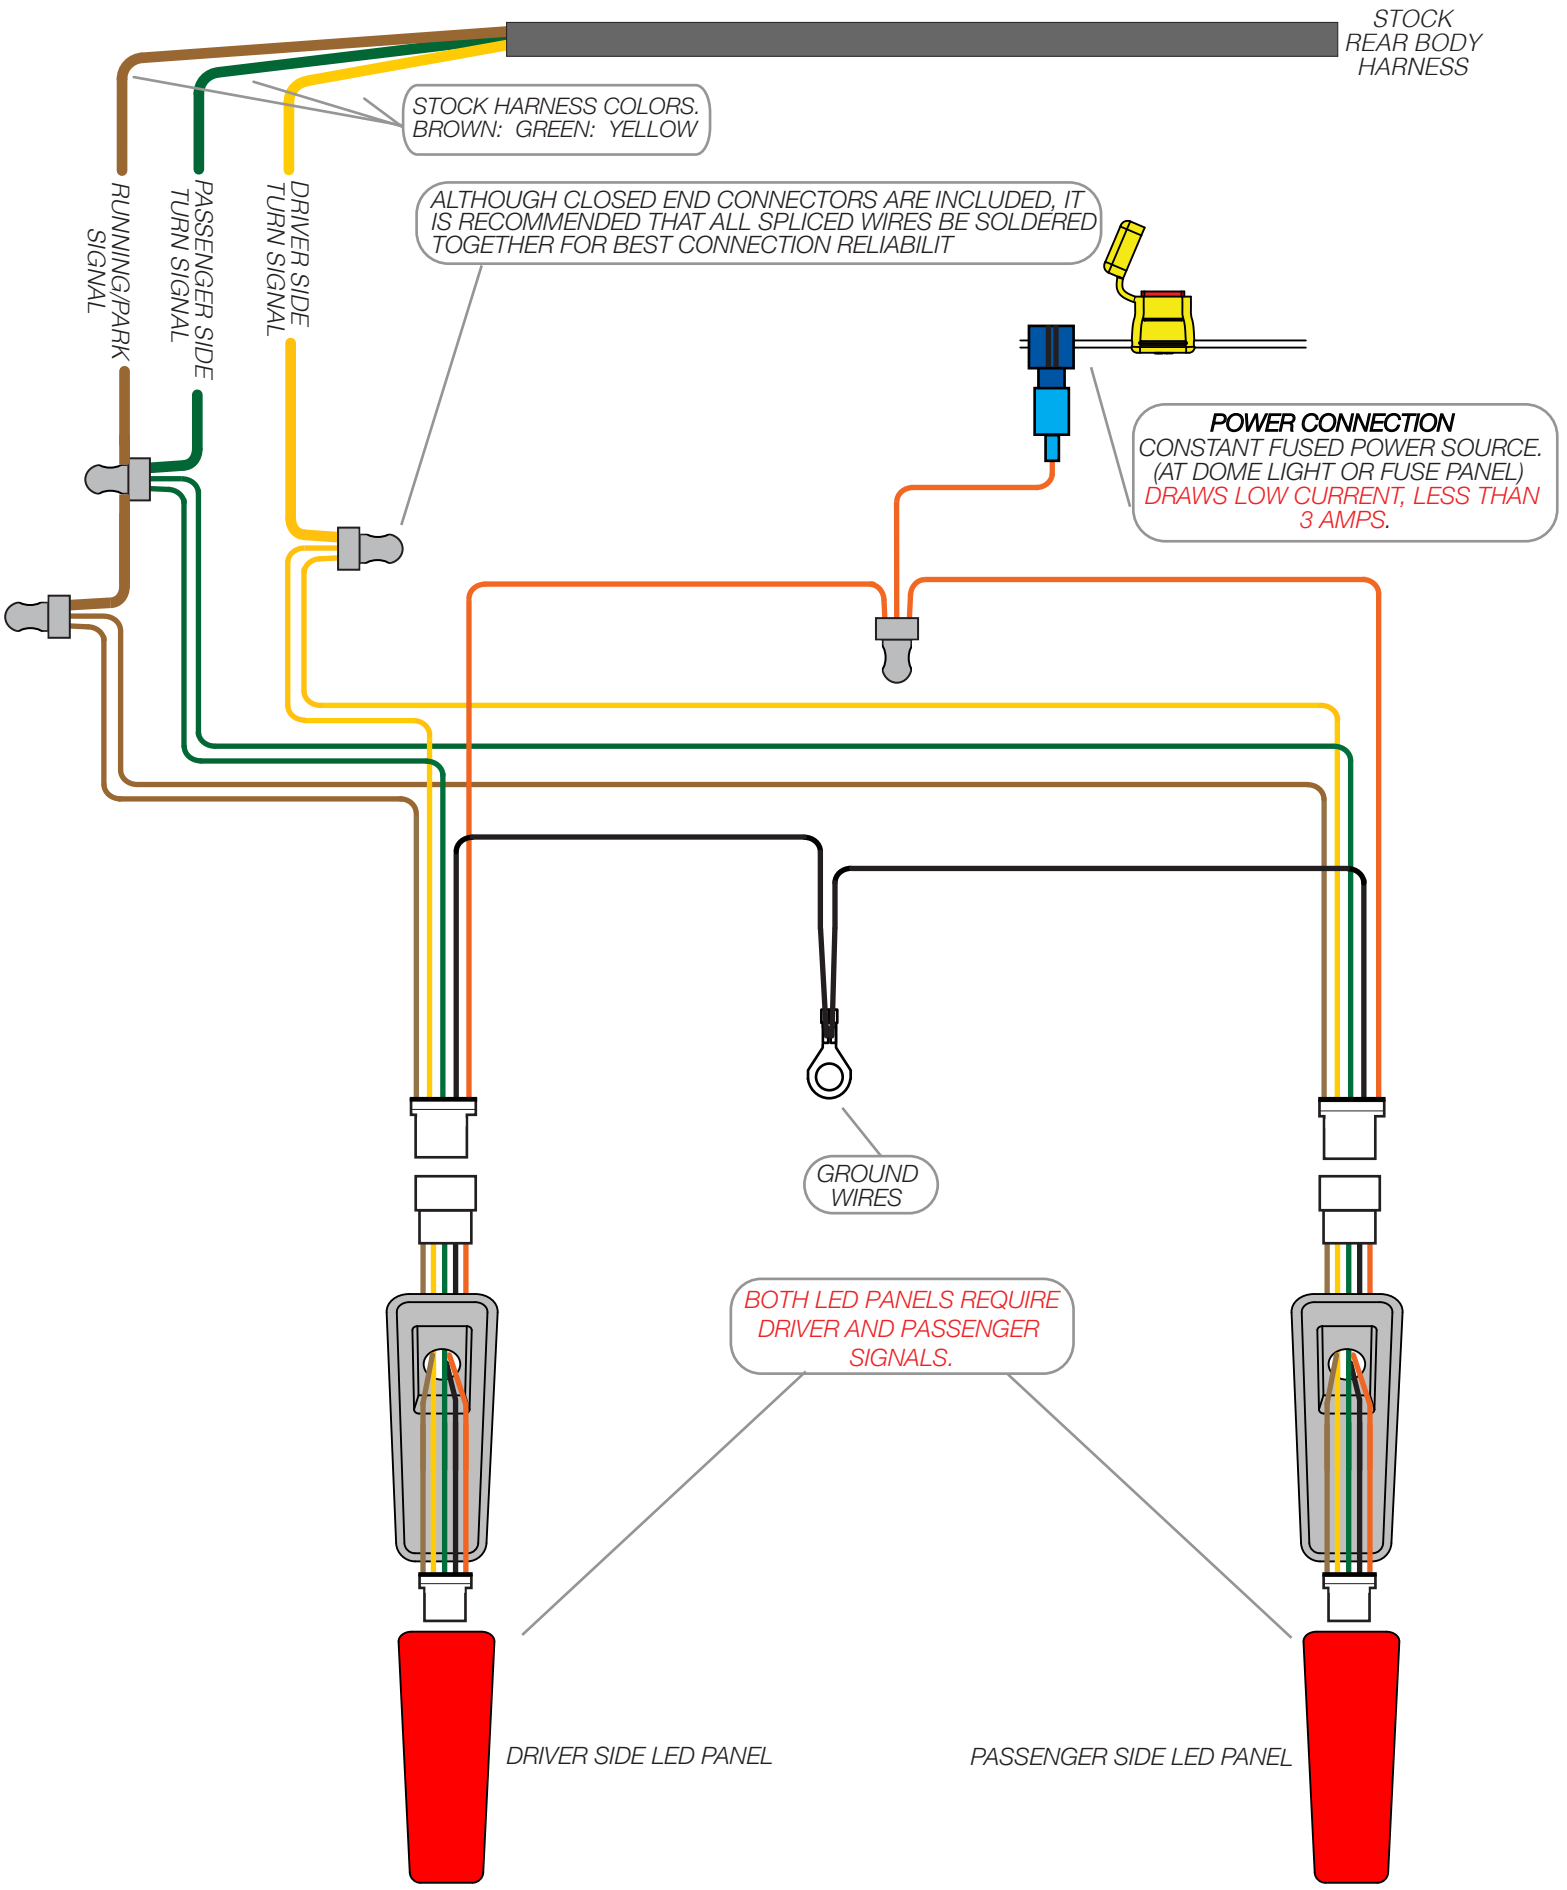 STOCK
REAR BODY
HARNESS
STOCK HARNESS COLORS.
BROWN:  GREEN:  YELLOW
RUNNING/PARK
SIGNAL
PASSENGER SIDE
TURN SIGNAL
DRIVER SIDE
TURN SIGNAL
ALTHOUGH CLOSED END CONNECTORS ARE INCLUDED, IT
IS RECOMMENDED THAT ALL SPLICED WIRES BE SOLDERED
TOGETHER FOR BEST CONNECTION RELIABILIT
POWER CONNECTION
CONSTANT FUSED POWER SOURCE.
(AT DOME LIGHT OR FUSE PANEL)
DRAWS LOW CURRENT, LESS THAN
3 AMPS.
GROUND
WIRES
BOTH LED PANELS REQUIRE
DRIVER AND PASSENGER
SIGNALS.
DRIVER SIDE LED PANEL
PASSENGER SIDE LED PANEL